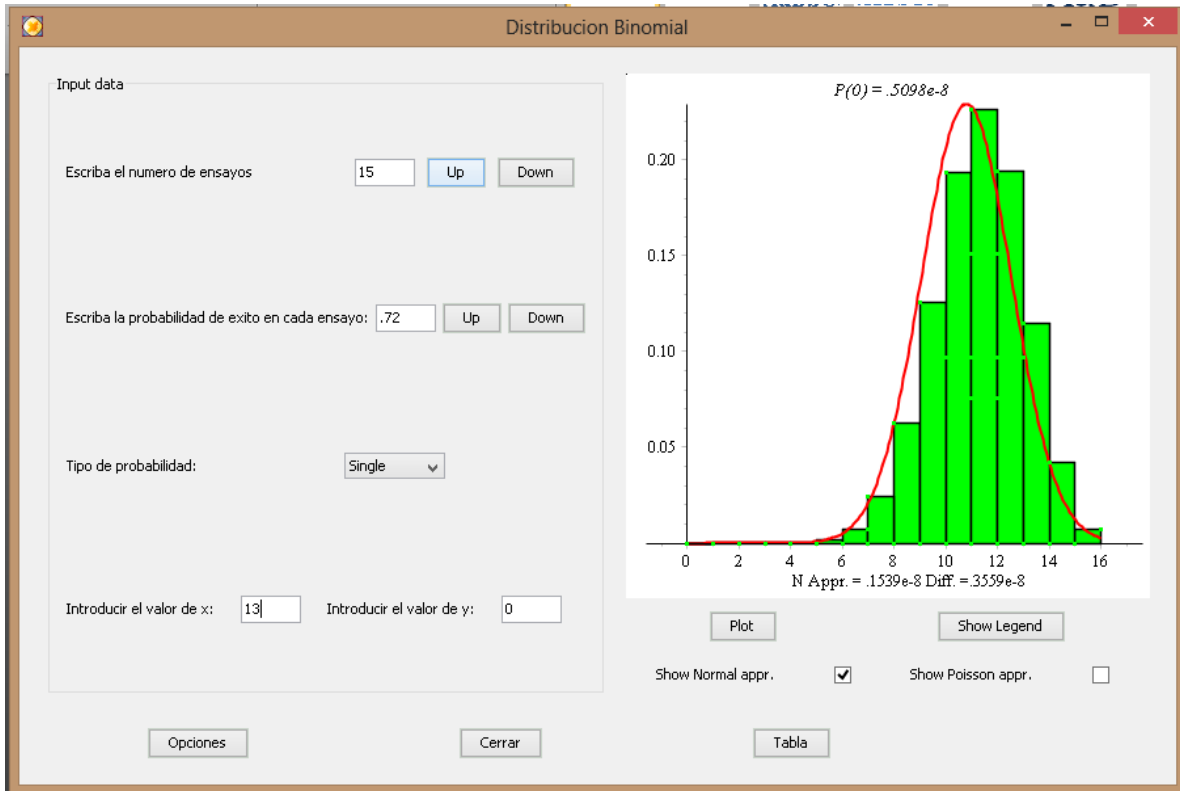 Distribucion Binomial
Input data
Escriba el numero de ensayos 15 Up Down
Escriba la probabilidad de exito en cada ensayo: .72 Up Down
Tipo de probabilidad: Single
Introducir el valor de x: 13 Introducir el valor de y: 0
P(0) = .5098e-8
0.20
0.15
0.10
0.05
0 2 4 6 8 10 12 14 16
N Appr. = .1539e-8 Diff. =.3559e-8
Plot Show Legend
Show Normal appr. Show Poisson appr.
Opciones Cerrar Tabla